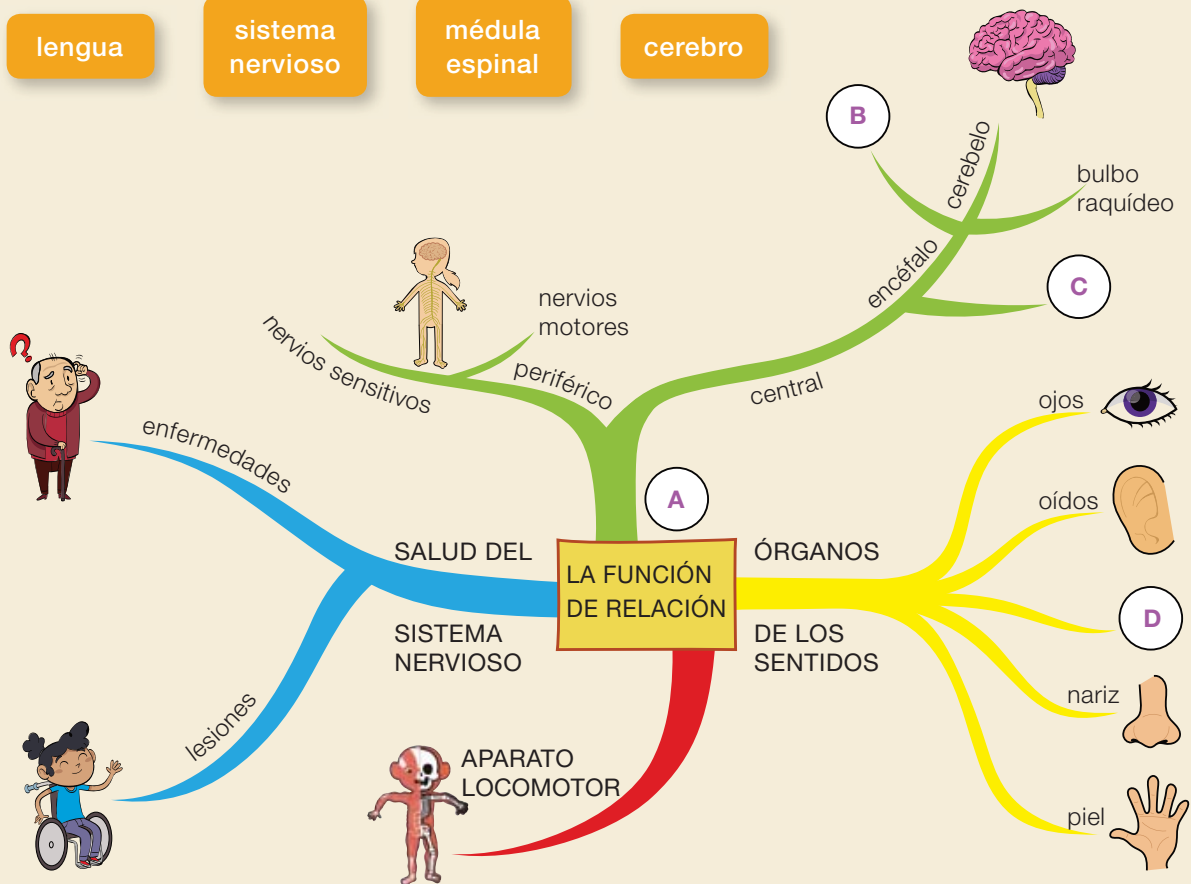 lengua
sistema
nervioso
médula
espinal
cerebro
B
cerebelo
bulbo
raquídeo
encéfalo
C
nervios
motores
nervios sensitivos
periférico
central
ojos
enfermedades
A
oídos
SALUD DEL
SISTEMA
NERVIOSO
LA FUNCIÓN
DE RELACIÓN
ÓRGANOS
DE LOS
SENTIDOS
D
nariz
lesiones
APARATO
LOCOMOTOR
piel
?